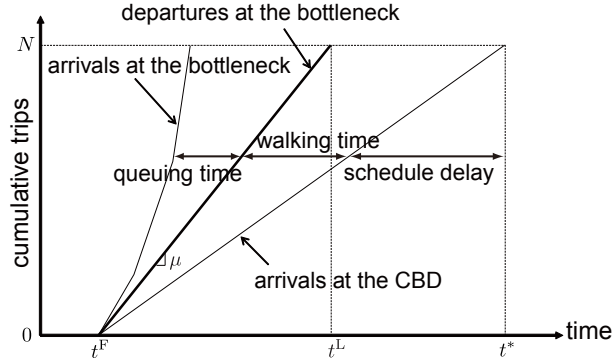 departures at the bottleneck
N
arrivals at the bottleneck
walking time
queuing time
schedule delay
cumulative trips
μ
arrivals at the CBD
0
time
t^F
t^L
t^*